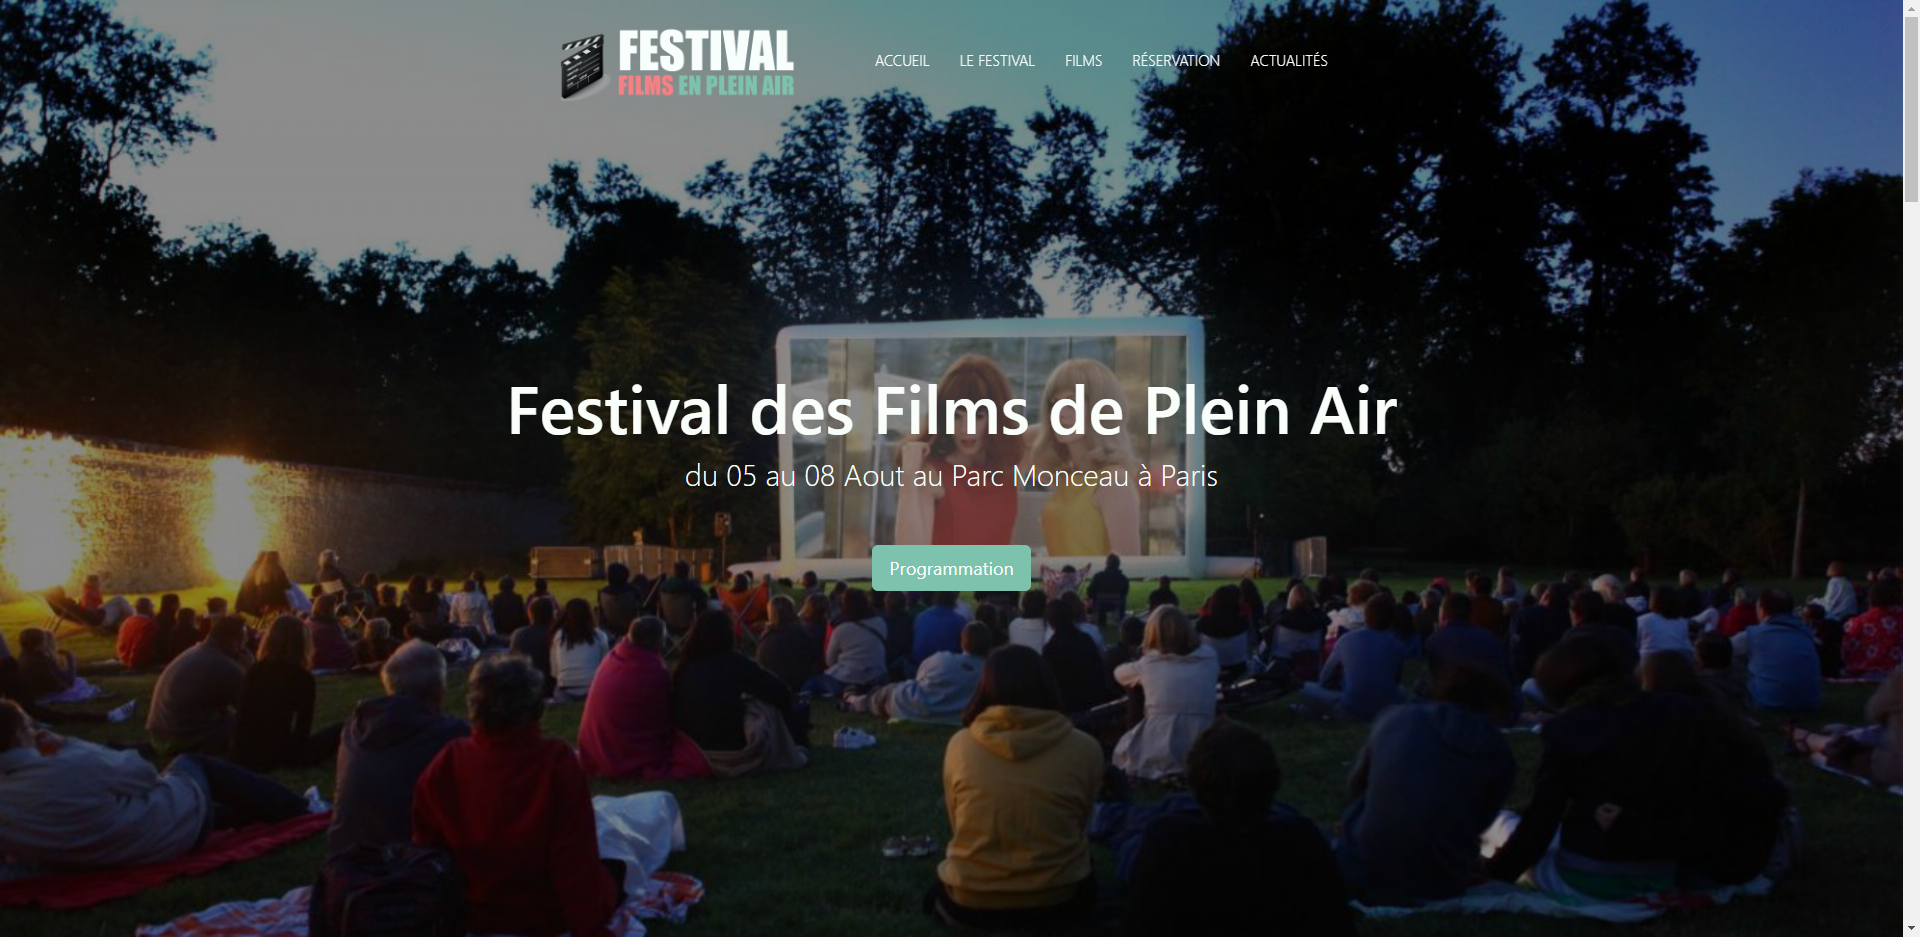 FESTIVAL
FILMS EN PLEIN AIR
ACCUEIL
LE FESTIVAL
FILMS
RÉSERVATION
ACTUALITÉS
Festival des Films de Plein Air
du 05 au 08 Aout au Parc Monceau à Paris
Programmation